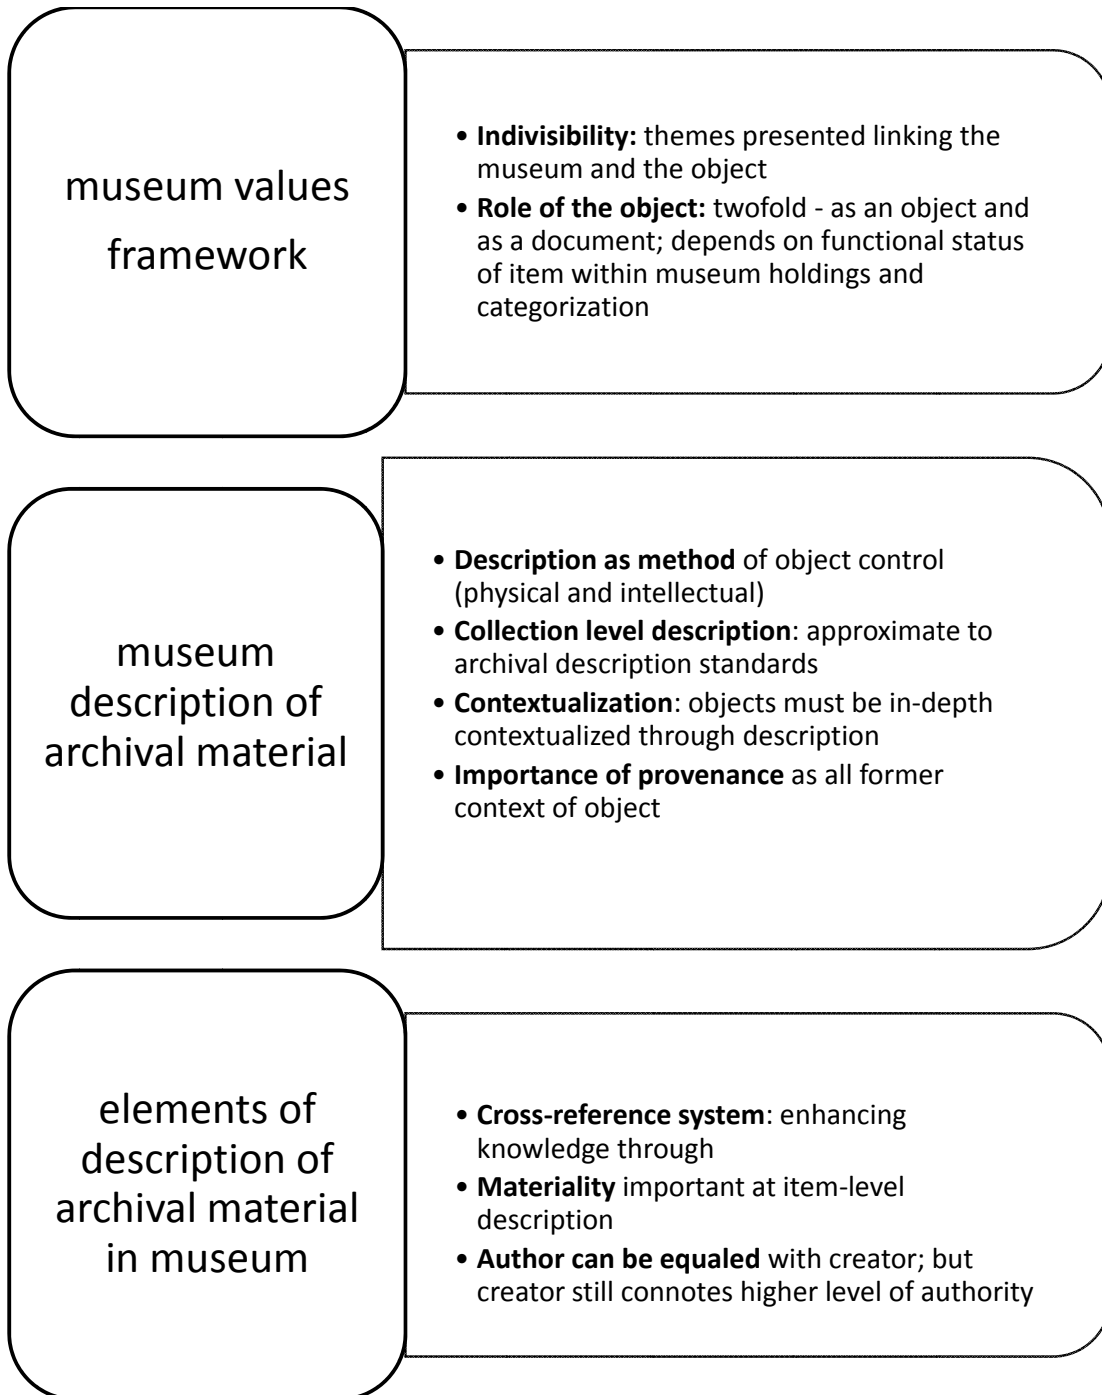 museum values
framework
• Indivisibility: themes presented linking the
museum and the object
• Role of the object: twofold - as an object and
as a document; depends on functional status
of item within museum holdings and
categorization
museum
description of
archival material
• Description as method of object control
(physical and intellectual)
• Collection level description: approximate to
archival description standards
• Contextualization: objects must be in-depth
contextualized through description
• Importance of provenance as all former
context of object
elements of
description of
archival material
in museum
• Cross-reference system: enhancing
knowledge through
• Materiality important at item-level
description
• Author can be equaled with creator; but
creator still connotes higher level of authority